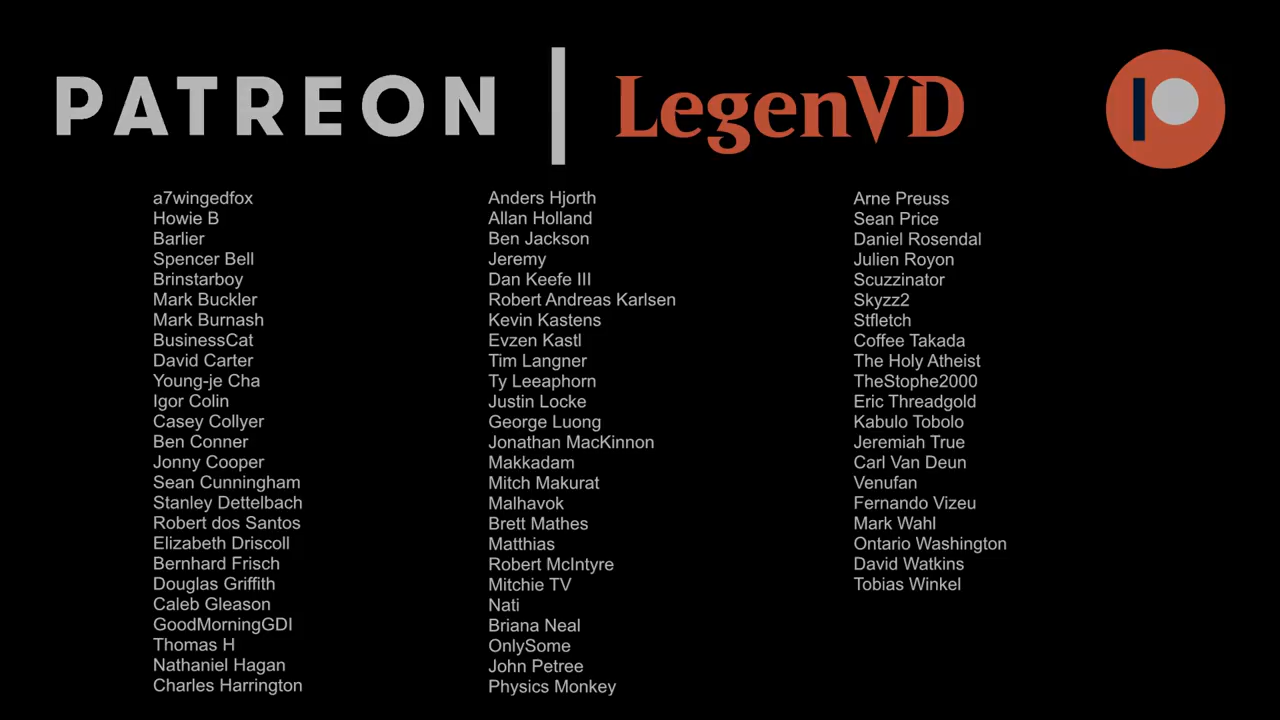 PATREON | LegenVD
a7wingedfox
Howie B
Barlier
Spencer Bell
Brinstarboy
Mark Buckler
Mark Burnash
BusinessCat
David Carter
Young-je Cha
Igor Colin
Casey Collyer
Ben Conner
Jonny Cooper
Sean Cunningham
Stanley Dettelbach
Robert dos Santos
Elizabeth Driscoll
Bernhard Frisch
Douglas Griffith
Caleb Gleason
GoodMorningGDI
Thomas H
Nathaniel Hagan
Charles Harrington
Anders Hjorth
Allan Holland
Ben Jackson
Jeremy
Dan Keefe III
Robert Andreas Karlsen
Kevin Kastens
Evzen Kastl
Tim Langner
Ty Leeaphorn
Justin Locke
George Luong
Jonathan MacKinnon
Makkadam
Mitch Makurat
Malhavok
Brett Mathes
Matthias
Robert McIntyre
Mitchie TV
Nati
Briana Neal
OnlySome
John Petree
Physics Monkey
Arne Preuss
Sean Price
Daniel Rosendal
Julien Royon
Scuzzinator
Skyzz2
Stfletch
Coffee Takada
The Holy Atheist
TheStophe2000
Eric Threadgold
Kabulo Tobolo
Jeremiah True
Carl Van Deun
Venufan
Fernando Vizeu
Mark Wahl
Ontario Washington
David Watkins
Tobias Winkel